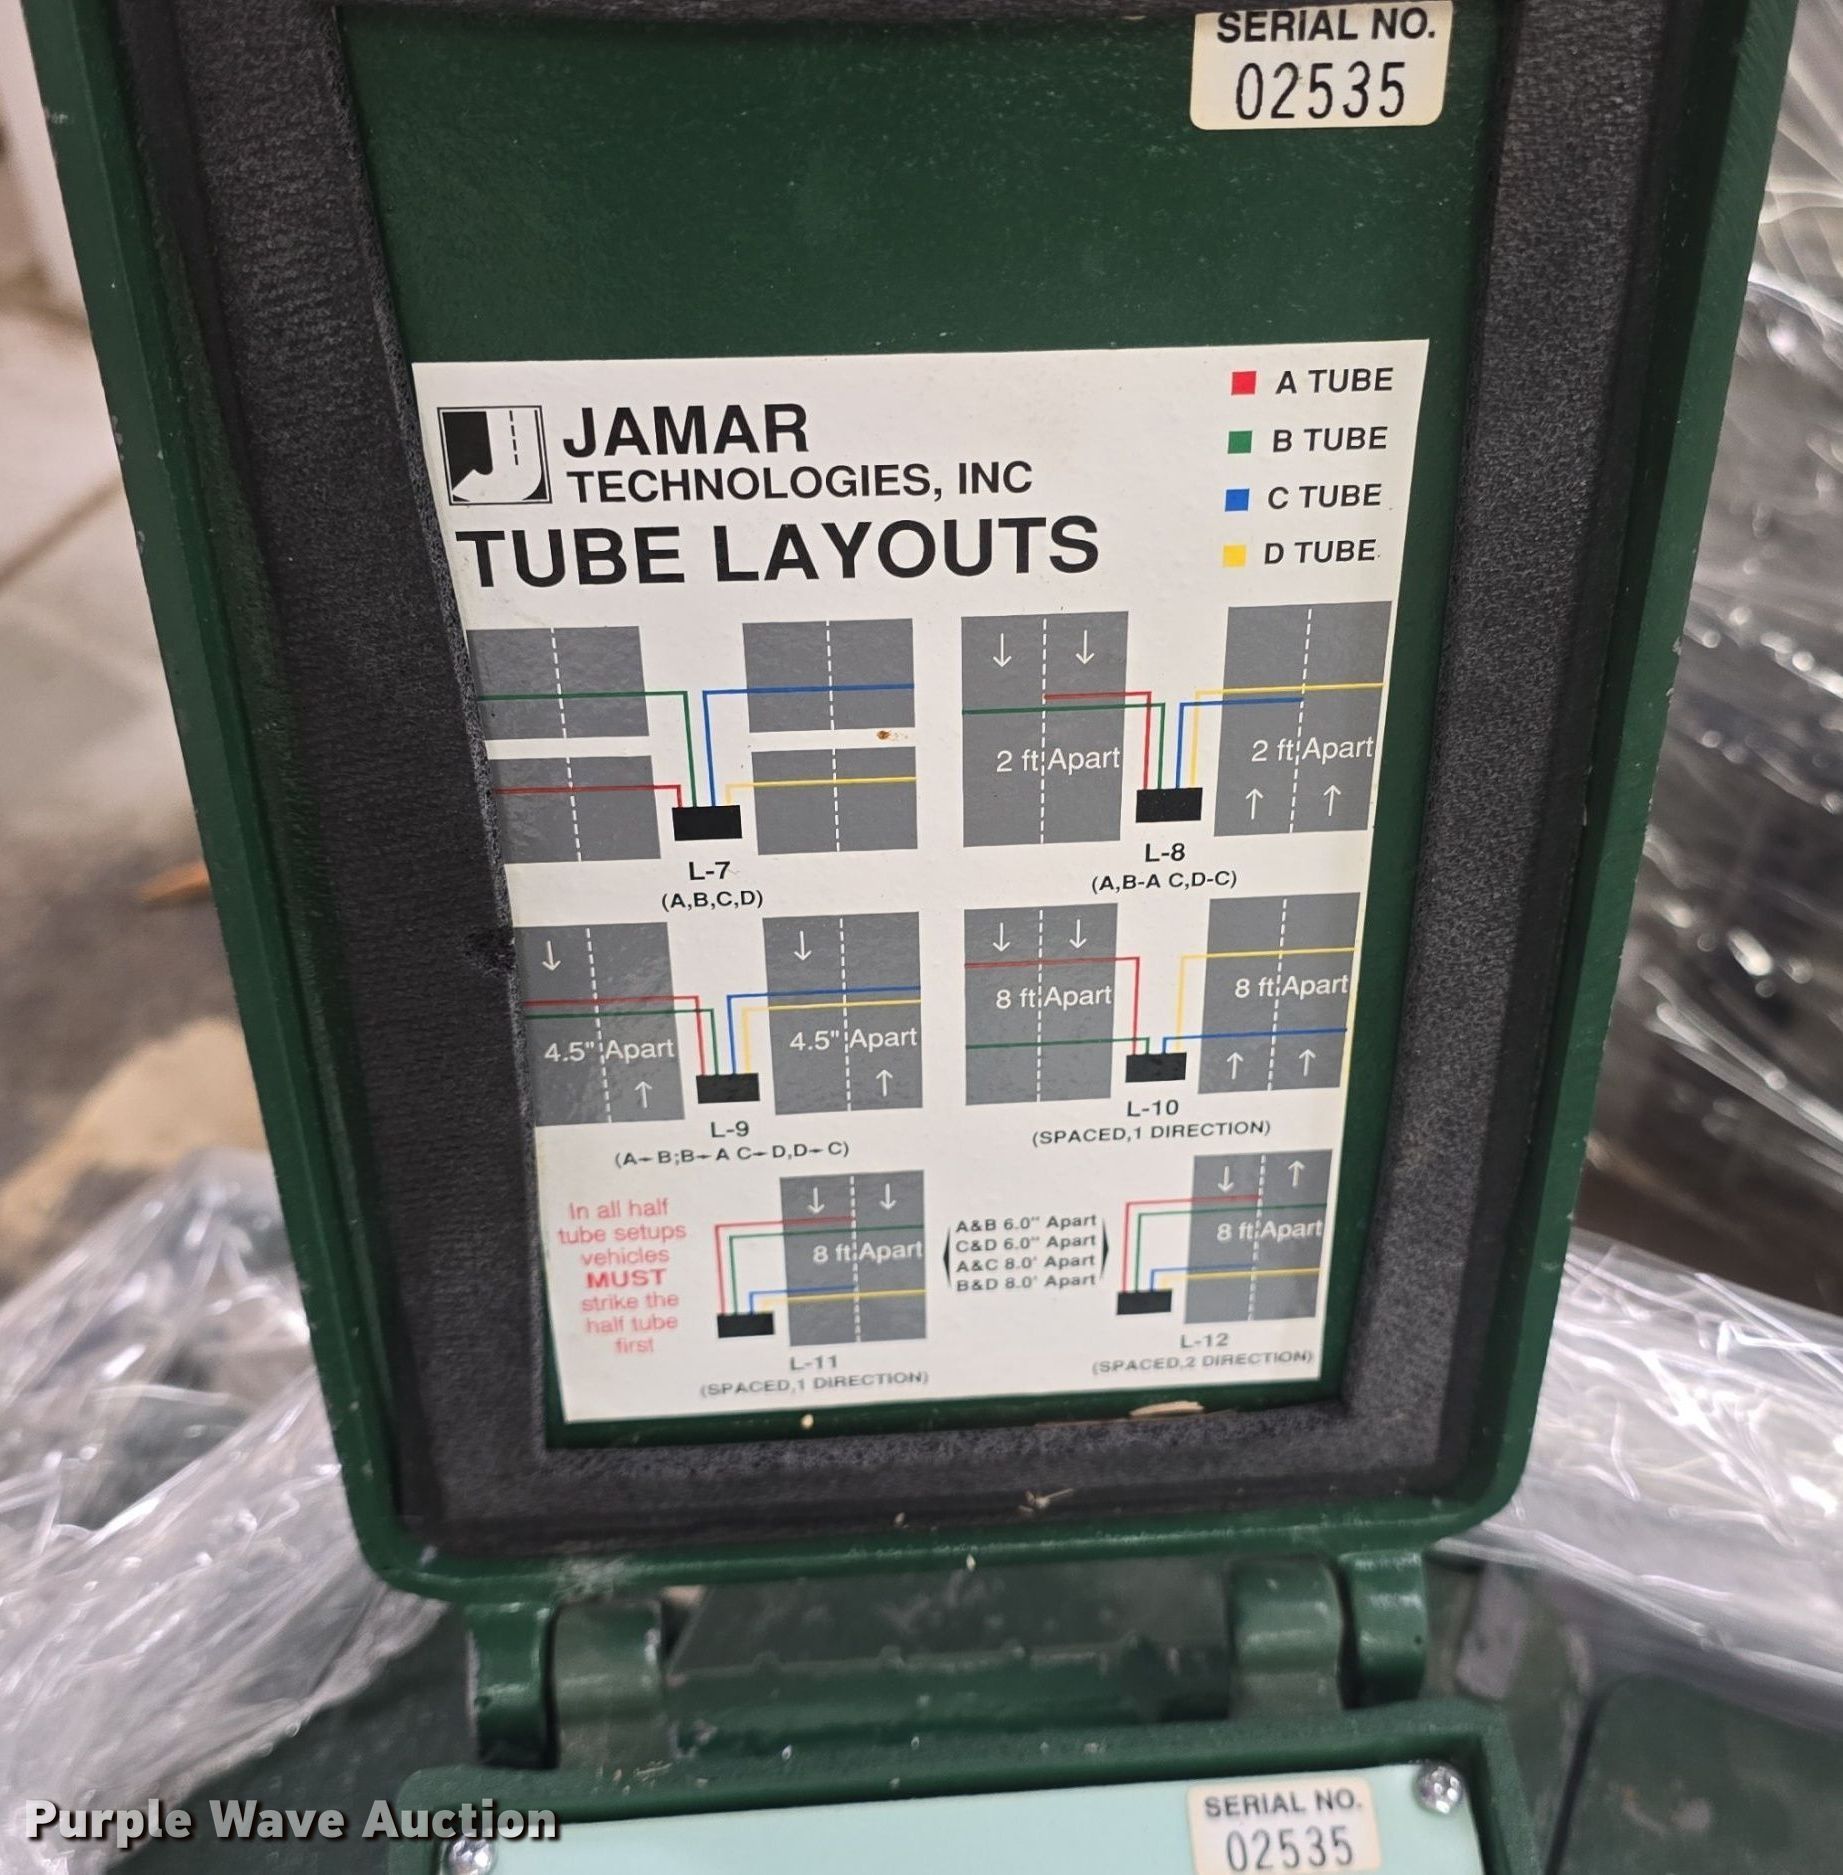 SERIAL NO.
02535
JAMAR
TECHNOLOGIES, INC
TUBE LAYOUTS
A TUBE
B TUBE
C TUBE
D TUBE
L-7
(A,B,C,D)
2 ft Apart
2 ft Apart
L-8
(A,B-A C,D-C)
4.5" Apart
4.5" Apart
L-9
(A←B;B←A C←D,D←C)
8 ft Apart
8 ft Apart
L-10
(SPACED,1 DIRECTION)
In all half
tube setups
vehicles
MUST
strike the
half tube
first
8 ft Apart
L-11
(SPACED,1 DIRECTION)
A&B 6.0" Apart
C&D 6.0" Apart
A&C 8.0' Apart
B&D 8.0' Apart
8 ft Apart
L-12
(SPACED,2 DIRECTION)
SERIAL NO.
02535
Purple Wave Auction